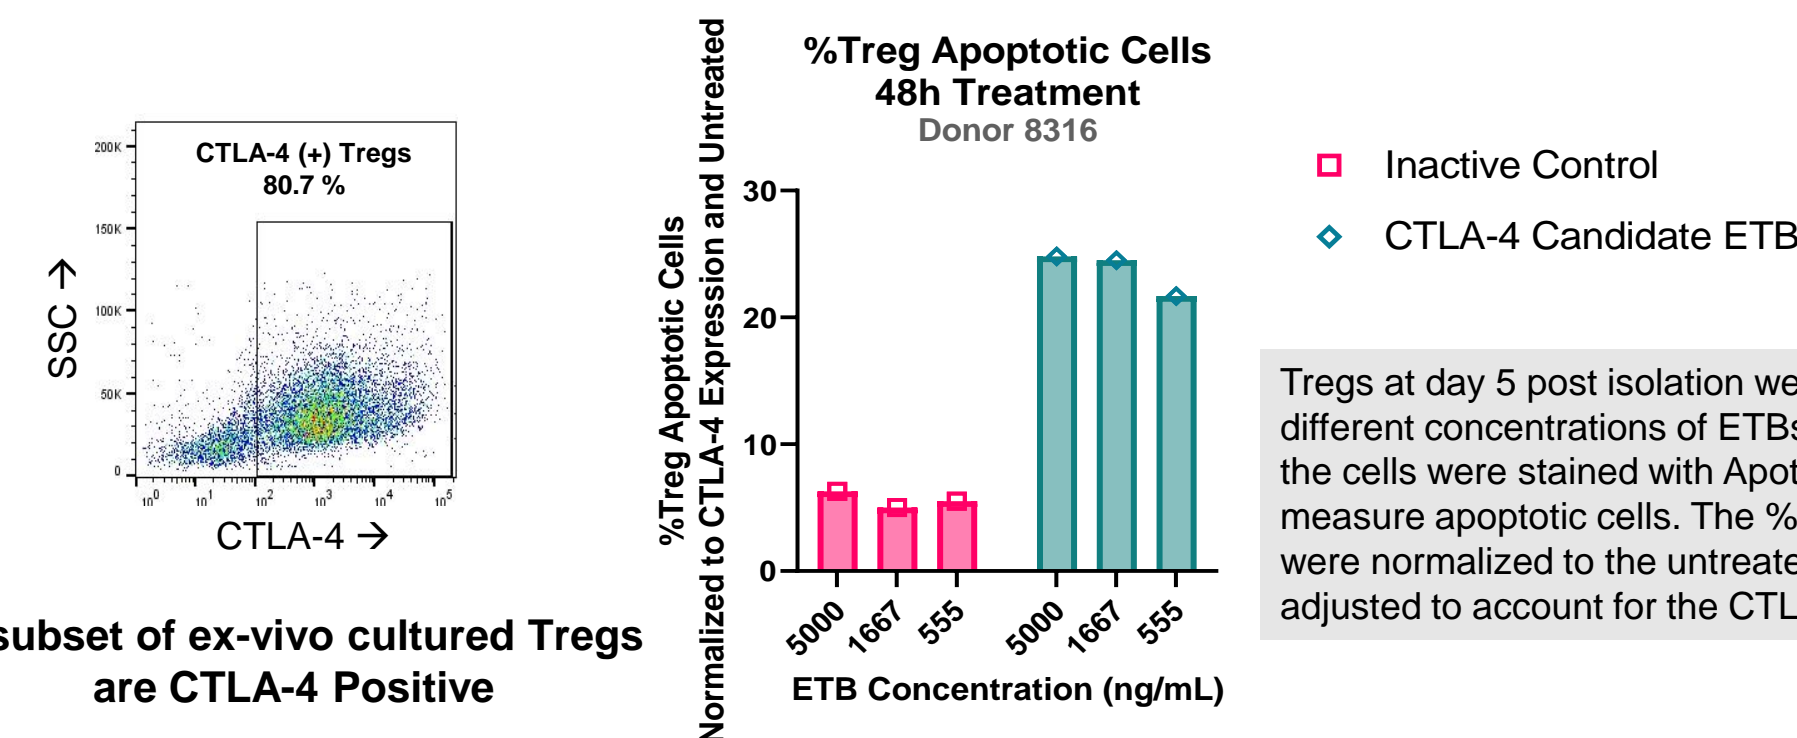 CTLA-4 (+) Tregs
80.7 %
200K
150K
100K
50K
0
10^0 10^1 10^2 10^3 10^4 10^5
SSC →
CTLA-4 →
subset of ex-vivo cultured Tregs
are CTLA-4 Positive
%Treg Apoptotic Cells
48h Treatment
Donor 8316
%Treg Apoptotic Cells
Normalized to CTLA-4 Expression and Untreated
30
20
10
0
5000 1667 555 5000 1667 555
ETB Concentration (ng/mL)
Inactive Control
CTLA-4 Candidate ETB
Tregs at day 5 post isolation we
different concentrations of ETBs
the cells were stained with Apot
measure apoptotic cells. The %
were normalized to the untreate
adjusted to account for the CTL